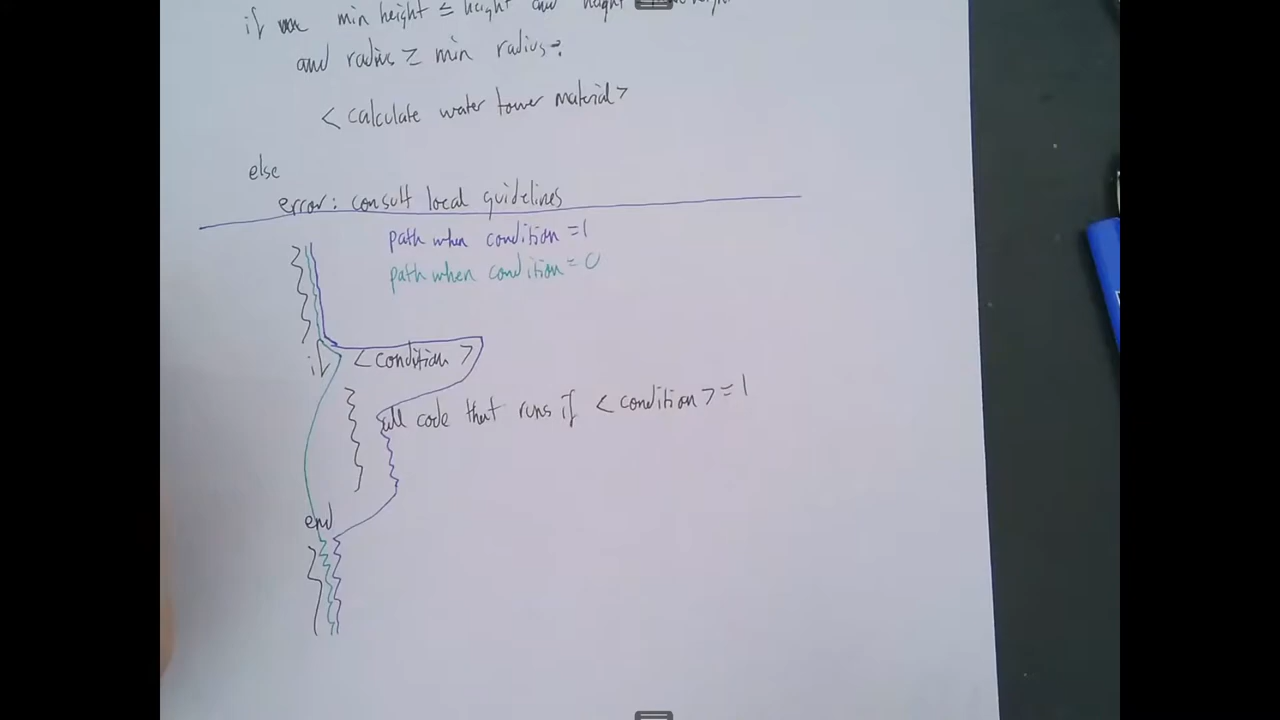 if min height ≤ height and height
and radius ≥ min radius:
< calculate water tower material >
else
error: consult local guidelines
path when condition = 1
path when condition = 0
if < condition >
all code that runs if < condition > = 1
end